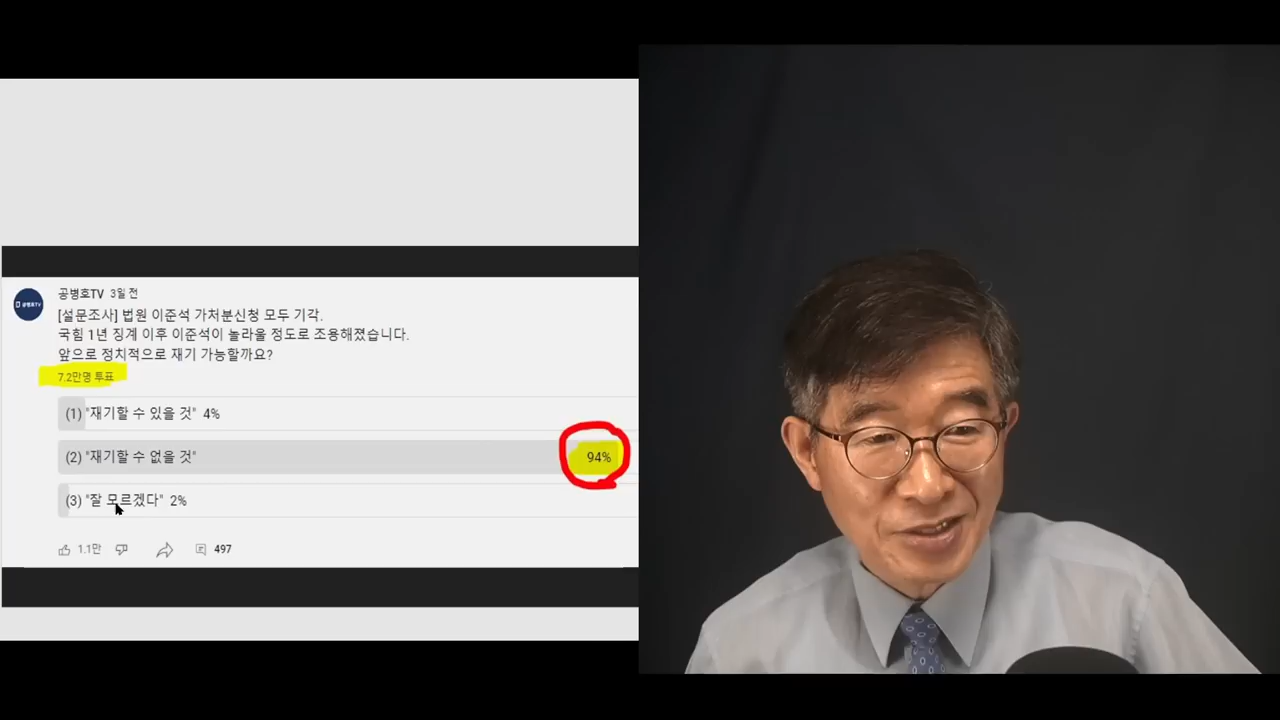 공병호TV 3일 전
공병호TV
[설문조사] 법원 이준석 가처분신청 모두 기각.
국힘 1년 징계 이후 이준석이 놀라울 정도로 조용해졌습니다.
앞으로 정치적으로 재기 가능할까요?
7.2만명 투표
(1) "재기할 수 있을 것" 4%
(2) "재기할 수 없을 것" 94%
(3) "잘 모르겠다" 2%
1.1만 497